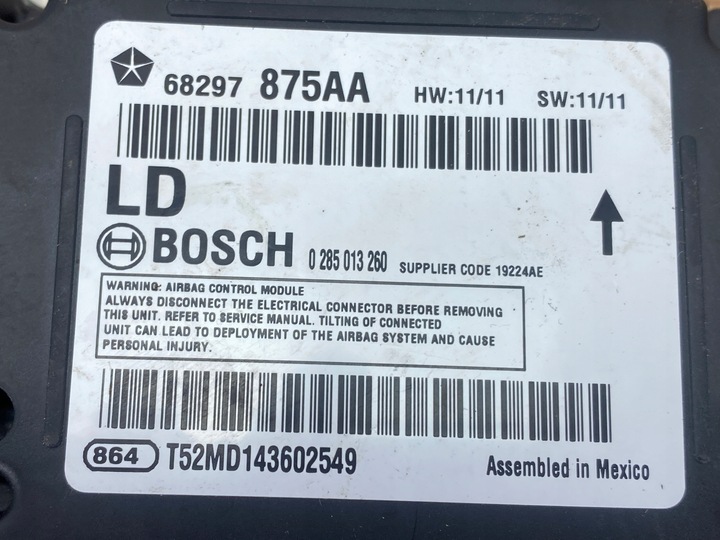 68297 875AA HW:11/11 SW:11/11
LD
BOSCH 0 285 013 260 SUPPLIER CODE 19224AE
WARNING: AIRBAG CONTROL MODULE
ALWAYS DISCONNECT THE ELECTRICAL CONNECTOR BEFORE REMOVING
THIS UNIT. REFER TO SERVICE MANUAL. TILTING OF CONNECTED
UNIT CAN LEAD TO DEPLOYMENT OF THE AIRBAG SYSTEM AND CAUSE
PERSONAL INJURY.
864 T52MD143602549 Assembled in Mexico